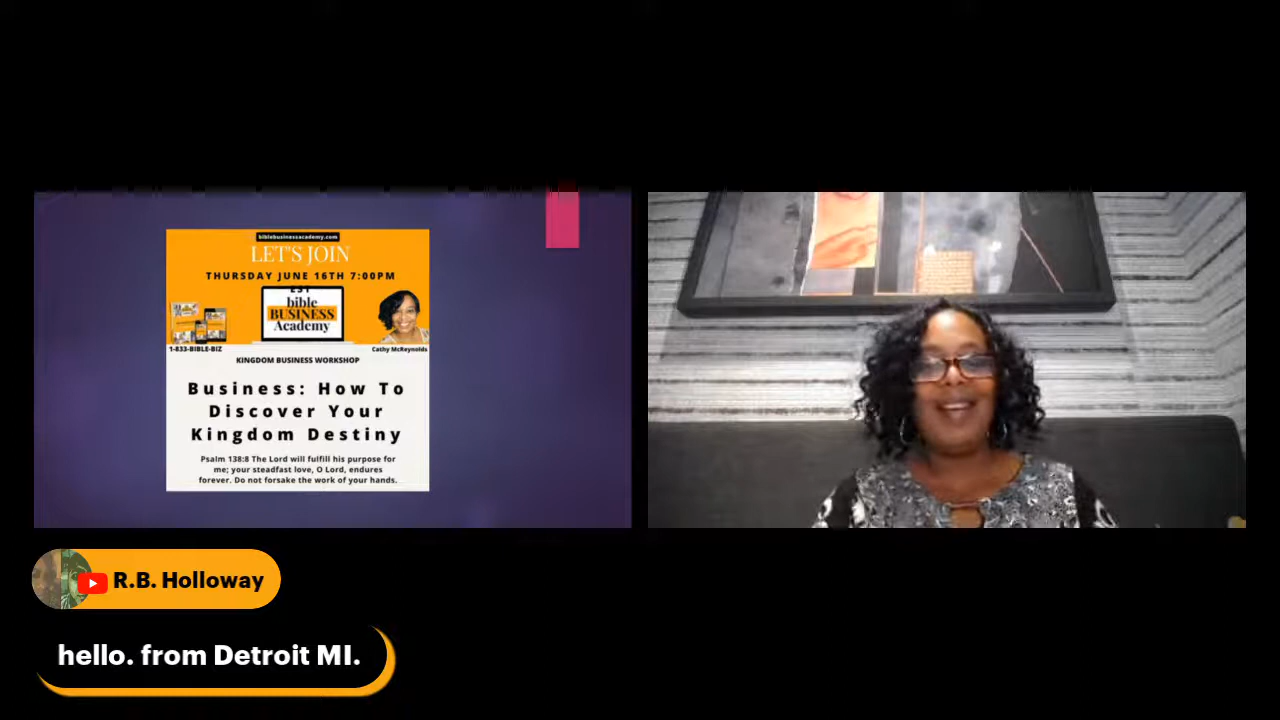 biblebusinessacademy.com
LET'S JOIN
THURSDAY JUNE 16TH 7:00PM
EST
bible
BUSINESS
Academy
1-833-BIBLE-BIZ
Cathy McReynolds
KINGDOM BUSINESS WORKSHOP
Business: How To
Discover Your
Kingdom Destiny
Psalm 138:8 The Lord will fulfill his purpose for
me; your steadfast love, O Lord, endures
forever. Do not forsake the work of your hands.
R.B. Holloway
hello. from Detroit MI.